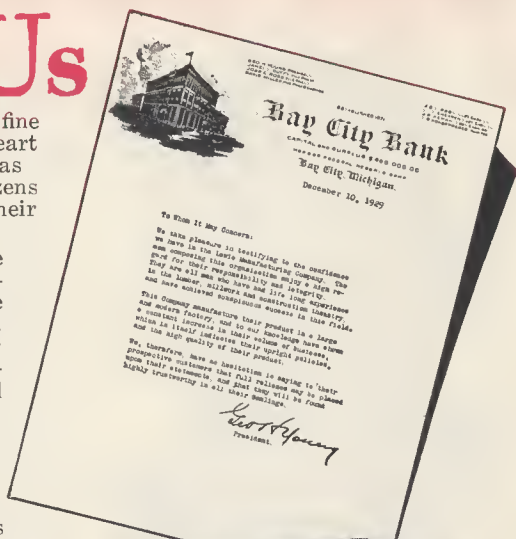 Us
fine
eart
as
zens
heir
e
e
l
s
Bay City Bank
CAPITAL AND SURPLUS
Bay City, Michigan.
December 10, 1929
To Whom It May Concern:
We take pleasure in testifying to the confidence
we have in the Lewis Manufacturing Company. The
men composing this organization enjoy a high re-
gard for their responsibility and integrity.
They are all men who have had life long experience
in the lumber, millwork and construction industry,
and have achieved conspicuous success in this field.
This Company manufacture their product in a large
and modern factory, and to our knowledge have shown
a constant increase in their volume of business,
which in itself indicates their upright policies,
and the high quality of their product.
We, therefore, have no hesitation in saying to their
prospective customers that full reliance may be placed
upon their statements, and that they will be found
highly trustworthy in all their dealings.
Geo H Young
President.